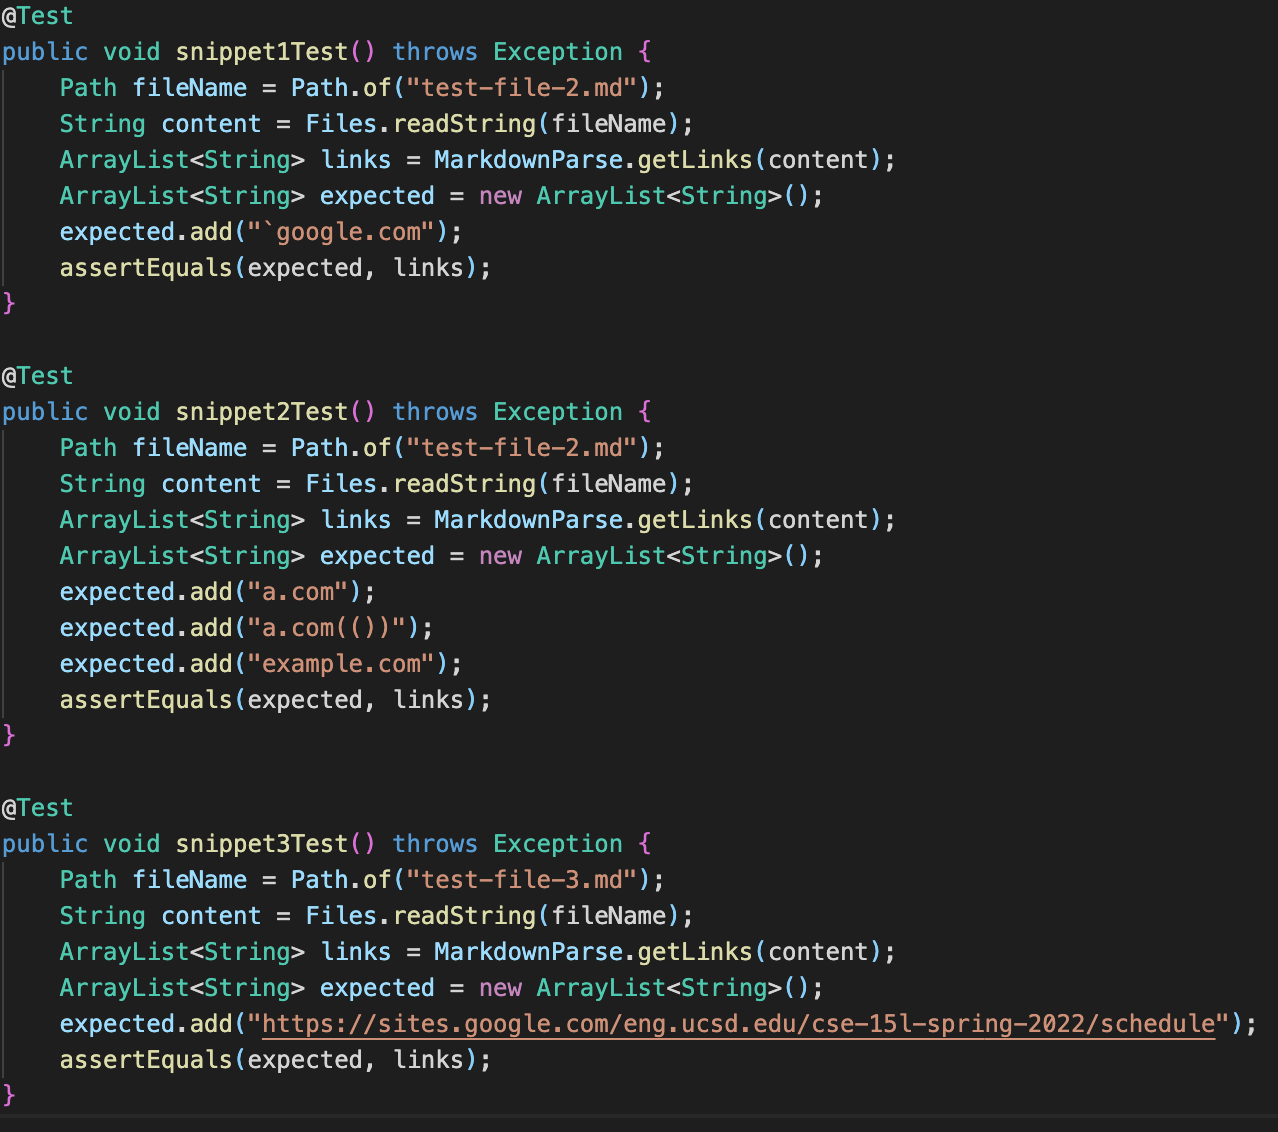 @Test
public void snippet1Test() throws Exception {
    Path fileName = Path.of("test-file-2.md");
    String content = Files.readString(fileName);
    ArrayList<String> links = MarkdownParse.getLinks(content);
    ArrayList<String> expected = new ArrayList<String>();
    expected.add("`google.com");
    assertEquals(expected, links);
}

@Test
public void snippet2Test() throws Exception {
    Path fileName = Path.of("test-file-2.md");
    String content = Files.readString(fileName);
    ArrayList<String> links = MarkdownParse.getLinks(content);
    ArrayList<String> expected = new ArrayList<String>();
    expected.add("a.com");
    expected.add("a.com(())");
    expected.add("example.com");
    assertEquals(expected, links);
}

@Test
public void snippet3Test() throws Exception {
    Path fileName = Path.of("test-file-3.md");
    String content = Files.readString(fileName);
    ArrayList<String> links = MarkdownParse.getLinks(content);
    ArrayList<String> expected = new ArrayList<String>();
    expected.add("https://sites.google.com/eng.ucsd.edu/cse-15l-spring-2022/schedule");
    assertEquals(expected, links);
}